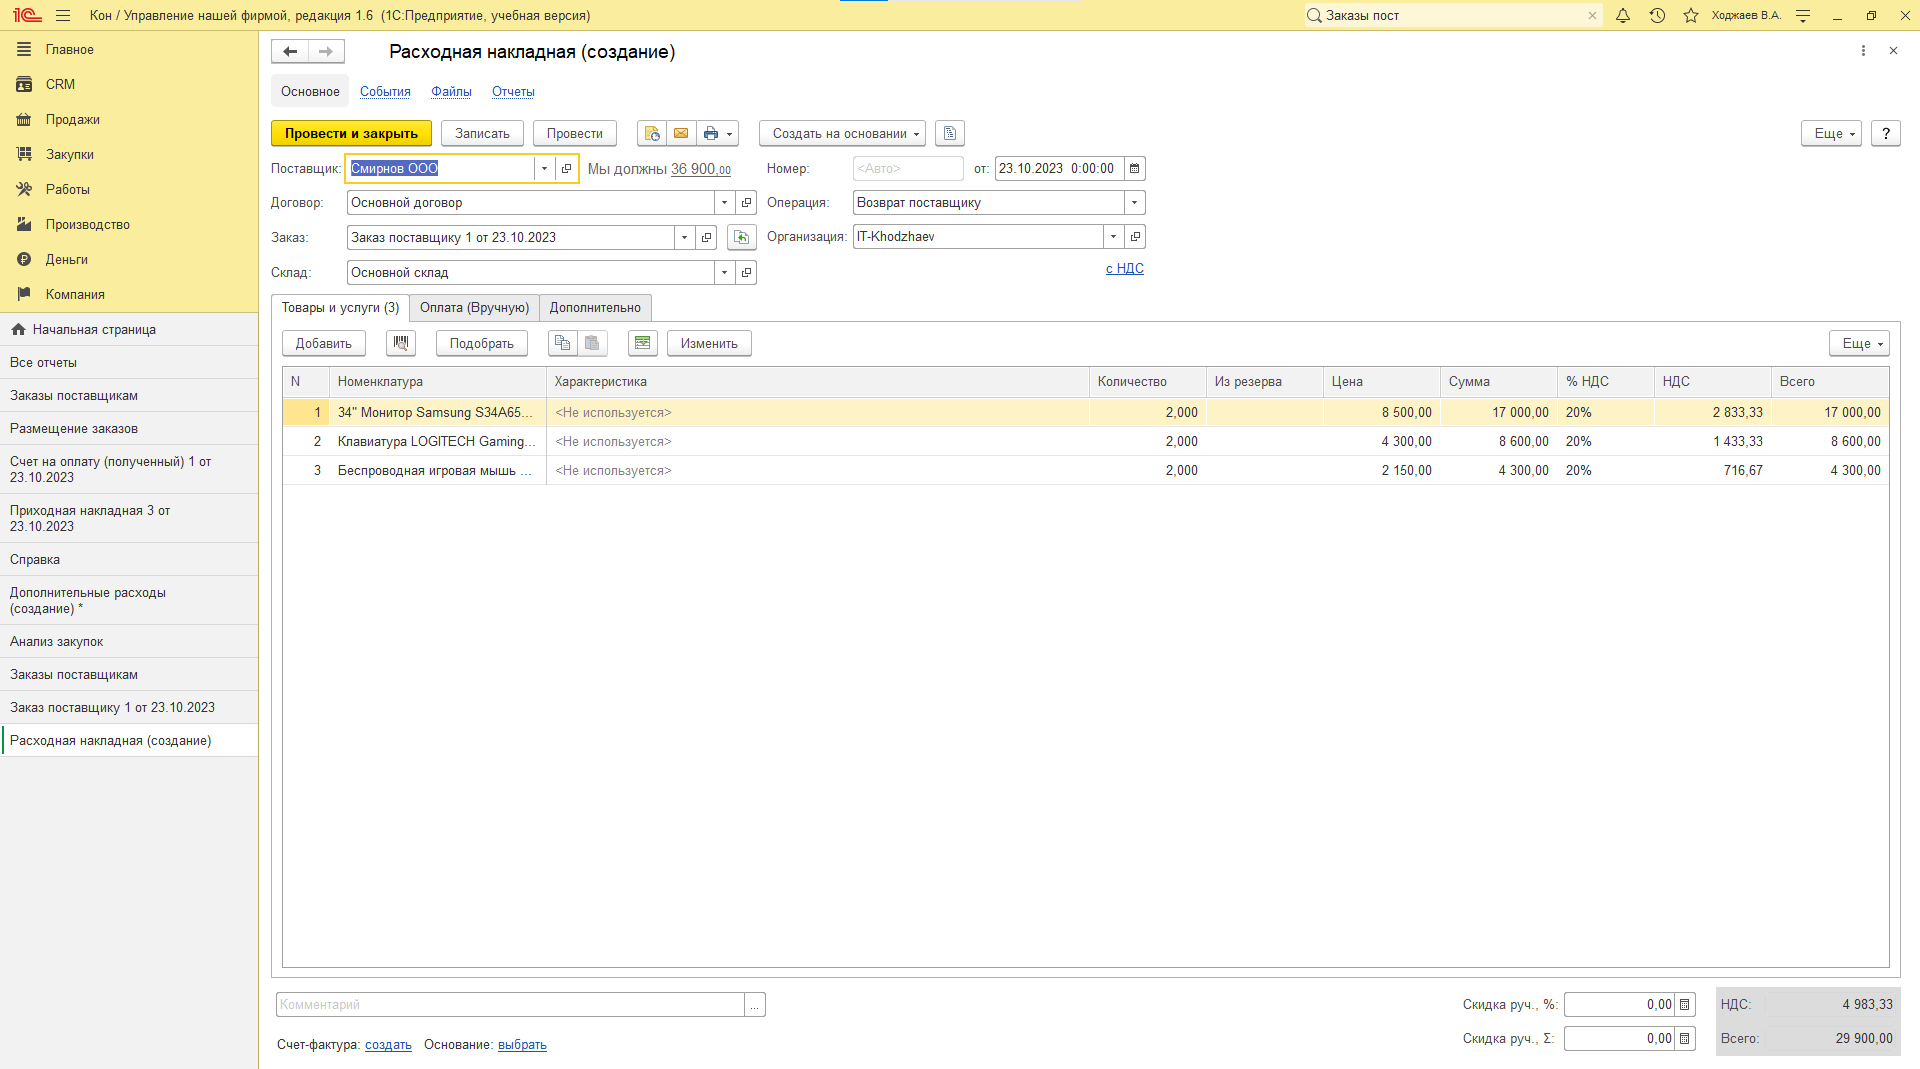 1С Кон / Управление нашей фирмой, редакция 1.6 (1С:Предприятие, учебная версия) Заказы пост Ходжаев В.А.
Главное
CRM
Продажи
Закупки
Работы
Производство
Деньги
Компания
Начальная страница
Все отчеты
Заказы поставщикам
Размещение заказов
Счет на оплату (полученный) 1 от
23.10.2023
Приходная накладная 3 от
23.10.2023
Справка
Дополнительные расходы
(создание) *
Анализ закупок
Заказы поставщикам
Заказ поставщику 1 от 23.10.2023
Расходная накладная (создание)
Расходная накладная (создание)
Основное События Файлы Отчеты
Провести и закрыть Записать Провести Создать на основании Еще ?
Поставщик: Смирнов ООО Мы должны 36 900,00 Номер: <Авто> от: 23.10.2023 0:00:00
Договор: Основной договор Операция: Возврат поставщику
Заказ: Заказ поставщику 1 от 23.10.2023 Организация: IT-Khodzhaev
Склад: Основной склад с НДС
Товары и услуги (3) Оплата (Вручную) Дополнительно
Добавить Подобрать Изменить Еще
N Номенклатура Характеристика Количество Из резерва Цена Сумма % НДС НДС Всего
1 34" Монитор Samsung S34A65... <Не используется> 2,000 8 500,00 17 000,00 20% 2 833,33 17 000,00
2 Клавиатура LOGITECH Gaming... <Не используется> 2,000 4 300,00 8 600,00 20% 1 433,33 8 600,00
3 Беспроводная игровая мышь ... <Не используется> 2,000 2 150,00 4 300,00 20% 716,67 4 300,00
Комментарий ... Скидка руч., %: 0,00 НДС: 4 983,33
Счет-фактура: создать Основание: выбрать Скидка руч., Σ: 0,00 Всего: 29 900,00